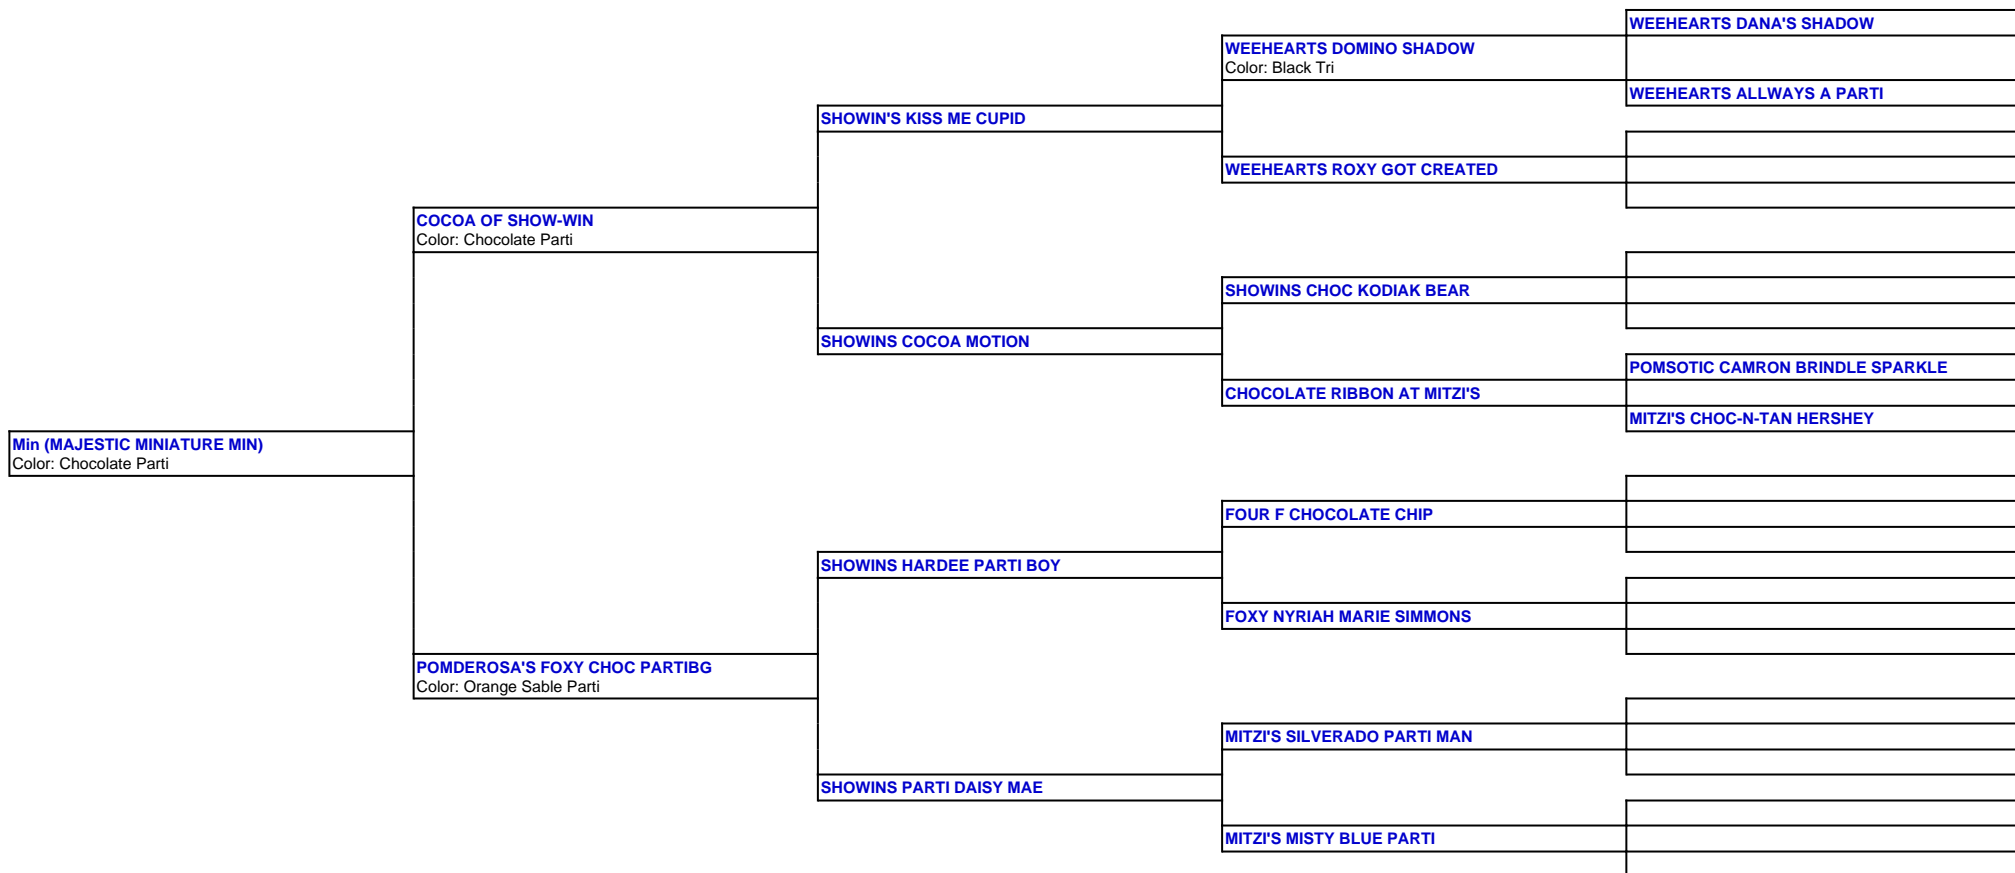 WEEHEARTS DANA'S SHADOW
WEEHEARTS DOMINO SHADOW
Color: Black Tri
WEEHEARTS ALLWAYS A PARTI
SHOWIN'S KISS ME CUPID
WEEHEARTS ROXY GOT CREATED
COCOA OF SHOW-WIN
Color: Chocolate Parti
SHOWINS CHOC KODIAK BEAR
SHOWINS COCOA MOTION
POMSOTIC CAMRON BRINDLE SPARKLE
CHOCOLATE RIBBON AT MITZI'S
MITZI'S CHOC-N-TAN HERSHEY
Min (MAJESTIC MINIATURE MIN)
Color: Chocolate Parti
FOUR F CHOCOLATE CHIP
SHOWINS HARDEE PARTI BOY
FOXY NYRIAH MARIE SIMMONS
POMDEROSA'S FOXY CHOC PARTIBG
Color: Orange Sable Parti
MITZI'S SILVERADO PARTI MAN
SHOWINS PARTI DAISY MAE
MITZI'S MISTY BLUE PARTI